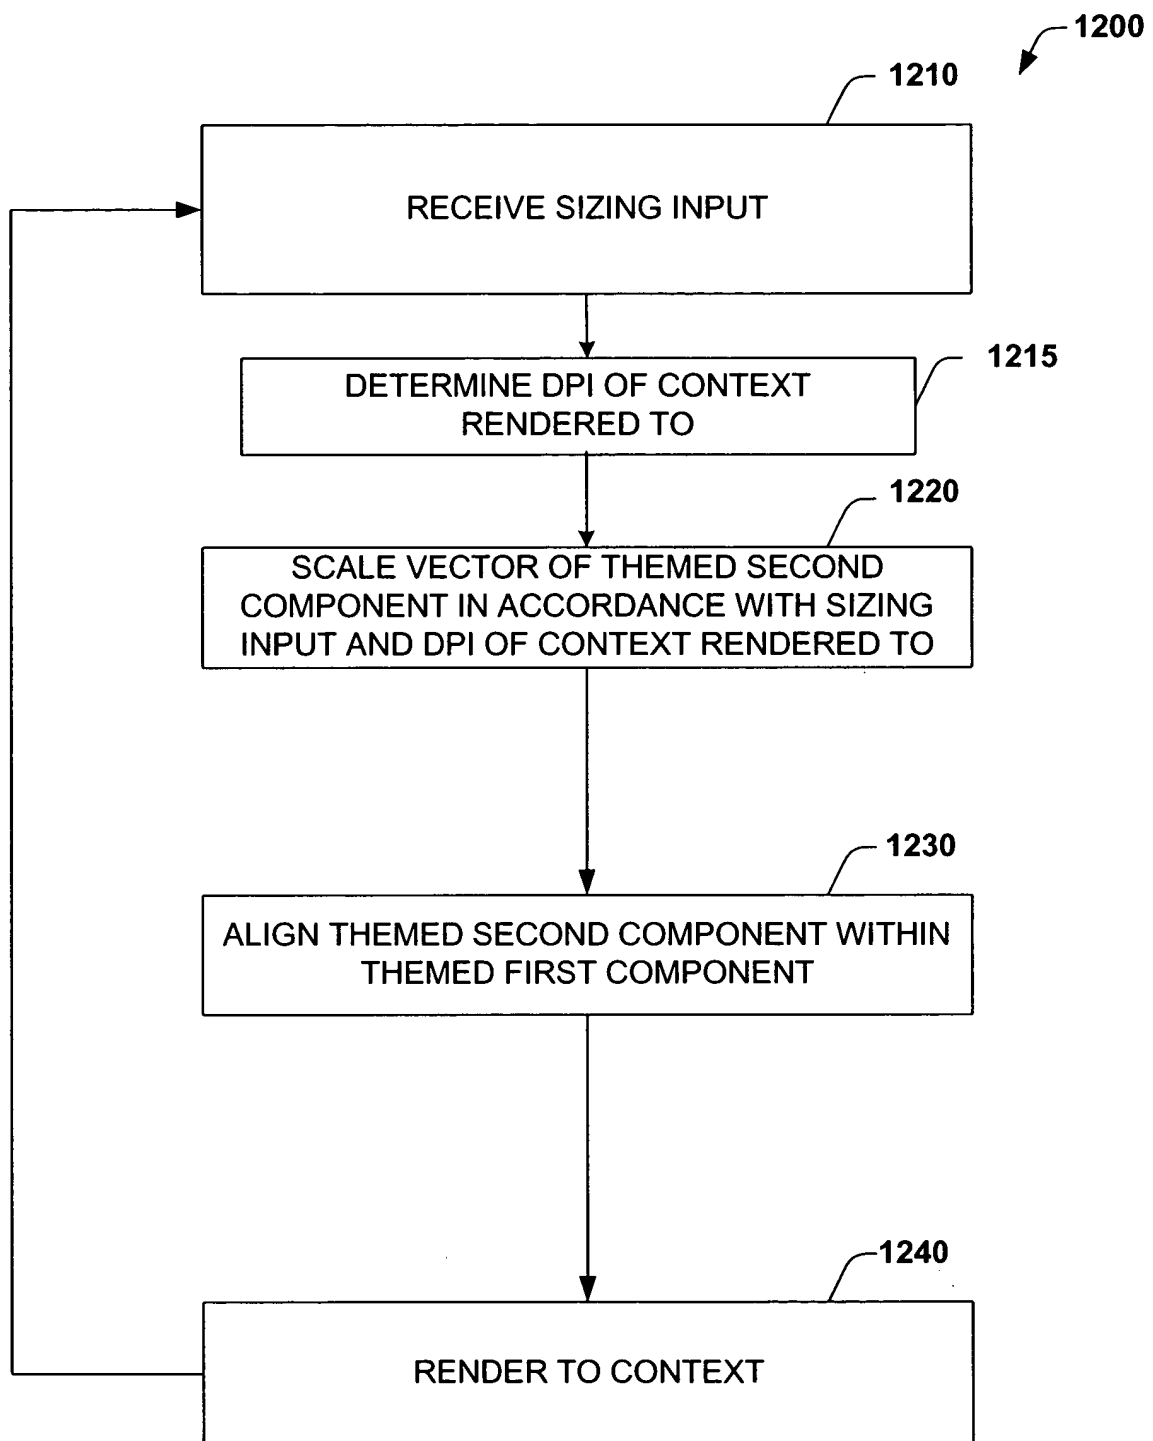 1200
1210
RECEIVE SIZING INPUT
1215
DETERMINE DPI OF CONTEXT
RENDERED TO
1220
SCALE VECTOR OF THEMED SECOND
COMPONENT IN ACCORDANCE WITH SIZING
INPUT AND DPI OF CONTEXT RENDERED TO
1230
ALIGN THEMED SECOND COMPONENT WITHIN
THEMED FIRST COMPONENT
1240
RENDER TO CONTEXT